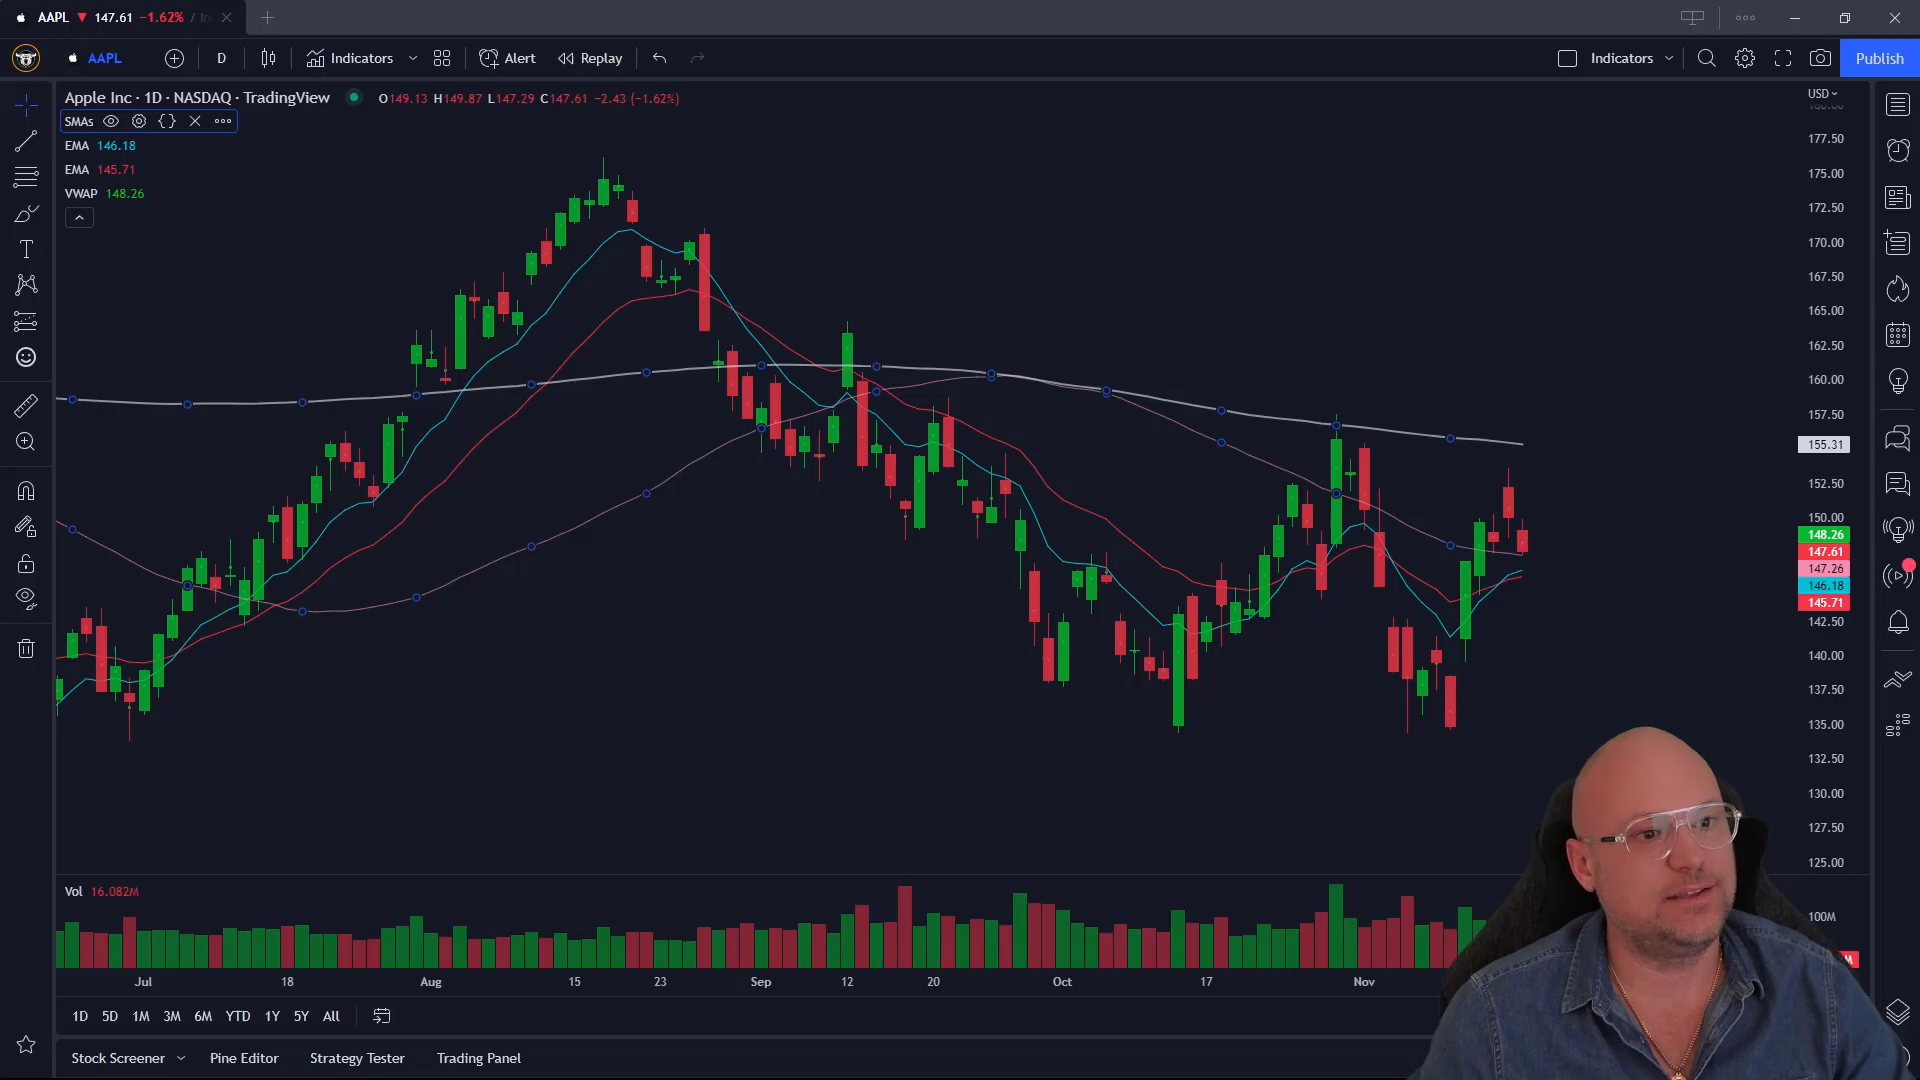 AAPL ▼ 147.61 −1.62% /
AAPL D Indicators Alert Replay Indicators Publish
Apple Inc · 1D · NASDAQ · TradingView O149.13 H149.87 L147.29 C147.61 −2.43 (−1.62%) USD
SMAs
EMA 146.18
EMA 145.71
VWAP 148.26
177.50
175.00
172.50
170.00
167.50
165.00
162.50
160.00
157.50
155.31
152.50
150.00
148.26
147.61
147.26
146.18
145.71
142.50
140.00
137.50
135.00
132.50
130.00
127.50
125.00
Vol 16.082M
100M
M
Jul 18 Aug 15 23 Sep 12 20 Oct 17 Nov
1D 5D 1M 3M 6M YTD 1Y 5Y All
Stock Screener Pine Editor Strategy Tester Trading Panel